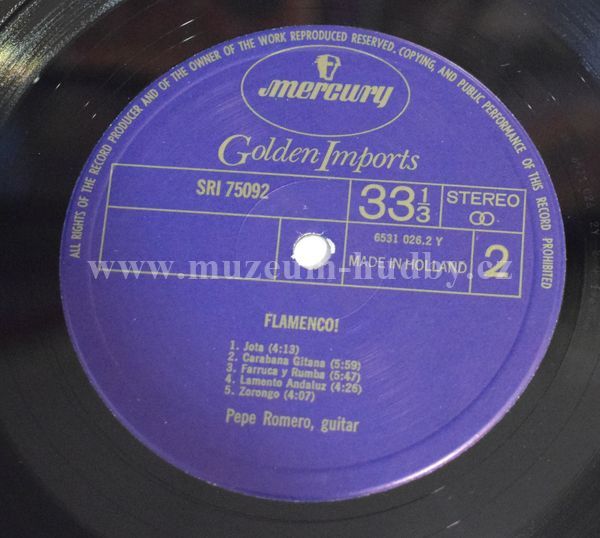 ALL RIGHTS OF THE RECORD PRODUCER AND OF THE OWNER OF THE WORK REPRODUCED RESERVED. COPYING, AND PUBLIC PERFORMANCE OF THIS RECORD PROHIBITED
mercury
Golden Imports
SRI 75092
33 1/3
STEREO
6531 026.2 Y
MADE IN HOLLAND
2
www.muzeum-hudby.cz
FLAMENCO!
1. Jota (4:13)
2. Carabana Gitana (5:59)
3. Farruca y Rumba (5:47)
4. Lamento Andaluz (4:26)
5. Zorongo (4:07)
Pepe Romero, guitar